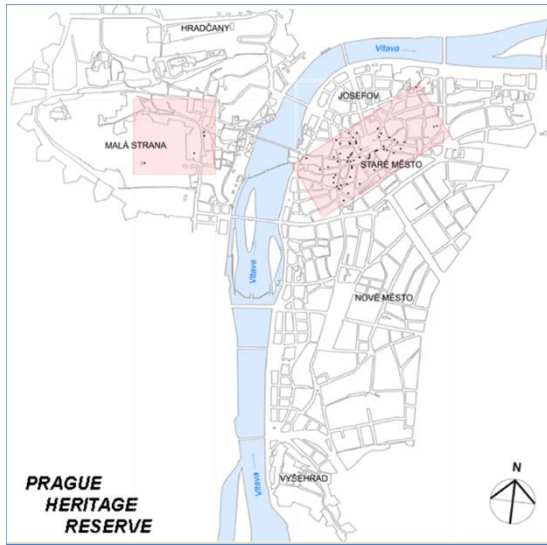 HRADČANY
Vltava
JOSEFOV
MALÁ STRANA
STARÉ MĚSTO
Vltava
NOVÉ MĚSTO
VYŠEHRAD
Vltava
N
PRAGUE
HERITAGE
RESERVE